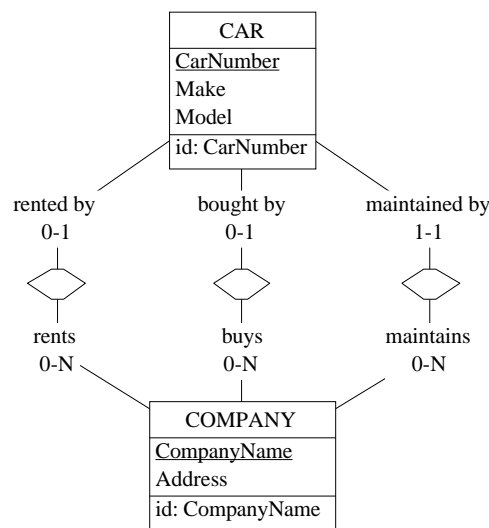 CAR
CarNumber
Make
Model
id: CarNumber
rented by
0-1
bought by
0-1
maintained by
1-1
rents
0-N
buys
0-N
maintains
0-N
COMPANY
CompanyName
Address
id: CompanyName